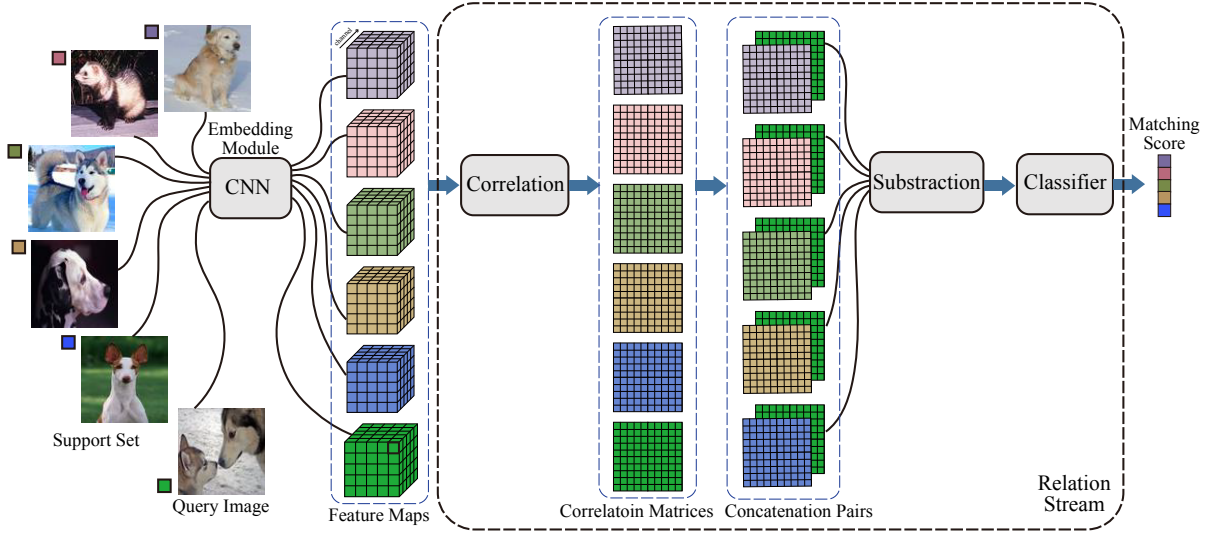 channel
Embedding
Module
CNN
Correlation
Substraction
Classifier
Matching
Score
Support Set
Query Image
Feature Maps
Correlatoin Matrices
Concatenation Pairs
Relation
Stream